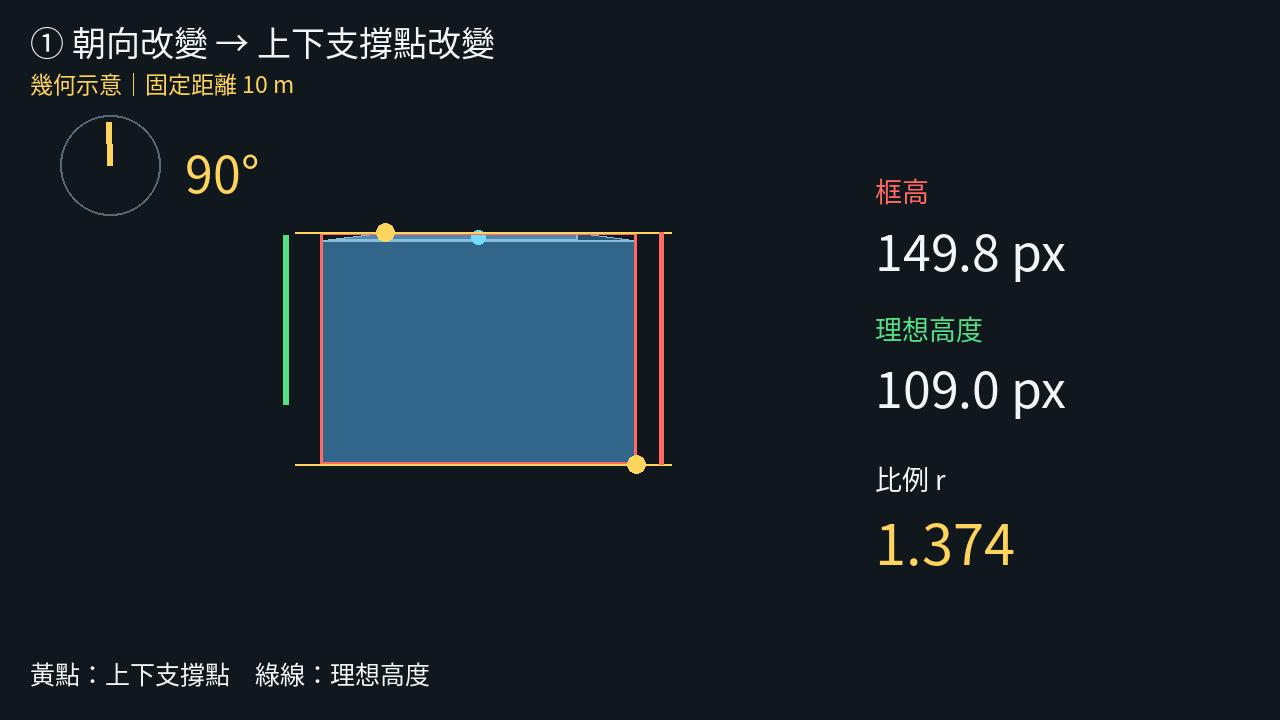 ① 朝向改變 → 上下支撐點改變
幾何示意｜固定距離 10 m
90°
框高
149.8 px
理想高度
109.0 px
比例 r
1.374
黃點：上下支撐點　綠線：理想高度